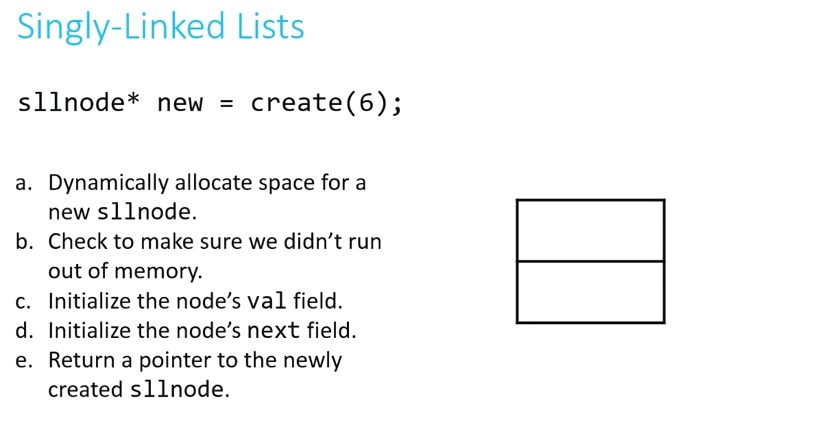 Singly-Linked Lists
sllnode* new = create(6);
a. Dynamically allocate space for a
new sllnode.
b. Check to make sure we didn’t run
out of memory.
c. Initialize the node’s val field.
d. Initialize the node’s next field.
e. Return a pointer to the newly
created sllnode.